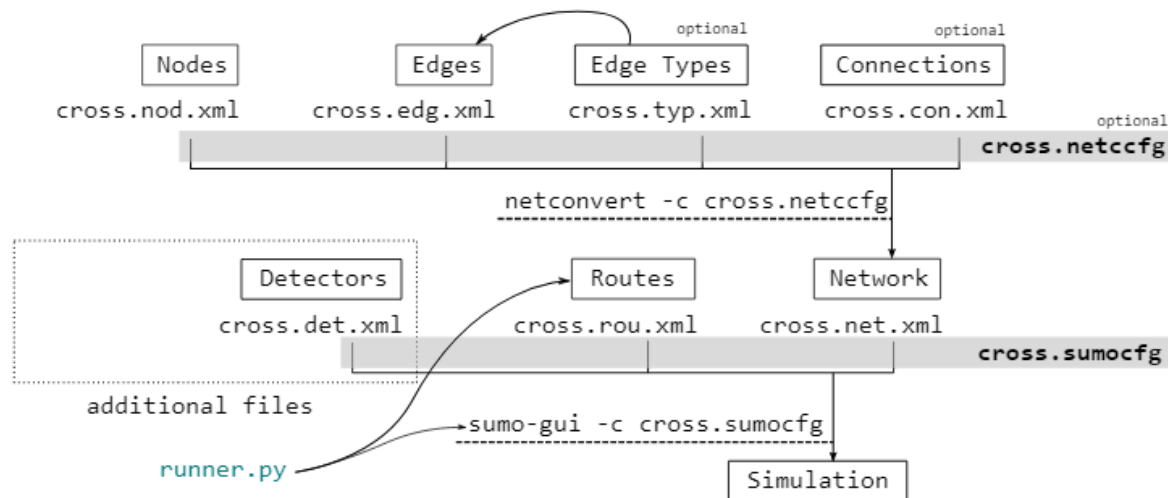 optional
optional
Nodes
Edges
Edge Types
Connections
cross.nod.xml
cross.edg.xml
cross.typ.xml
cross.con.xml
optional
cross.netccfg
netconvert -c cross.netccfg
Detectors
Routes
Network
cross.det.xml
cross.rou.xml
cross.net.xml
cross.sumocfg
additional files
sumo-gui -c cross.sumocfg
runner.py
Simulation